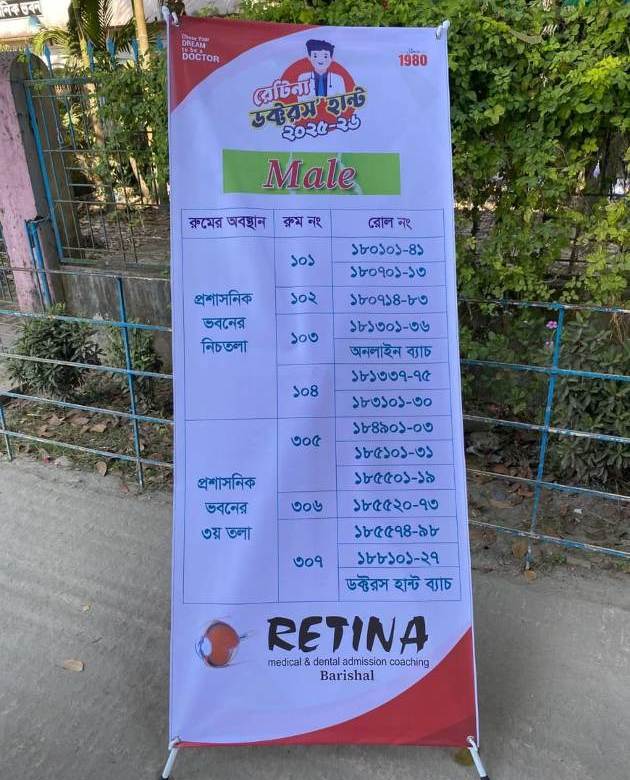 নিক ভবন
Chase Your
DREAM
to be a
DOCTOR
Since
1980
রেটিনা
ডক্টরস' হান্ট
২০২৫-২৬
Male
রুমের অবস্থান রুম নং রোল নং
প্রশাসনিক ভবনের নিচতলা ১০১ ১৮০১০১-৪১
১৮০৭০১-১৩
১০২ ১৮০৭১৪-৮৩
১০৩ ১৮১৩০১-৩৬
অনলাইন ব্যাচ
১০৪ ১৮১৩৩৭-৭৫
১৮৩১০১-৩০
প্রশাসনিক ভবনের ৩য় তলা ৩০৫ ১৮৪৯০১-০৩
১৮৫১০১-৩১
১৮৫৫০১-১৯
৩০৬ ১৮৫৫২০-৭৩
৩০৭ ১৮৫৫৭৪-৯৮
১৮৮১০১-২৭
ডক্টরস হান্ট ব্যাচ
RETINA
medical & dental admission coaching
Barishal